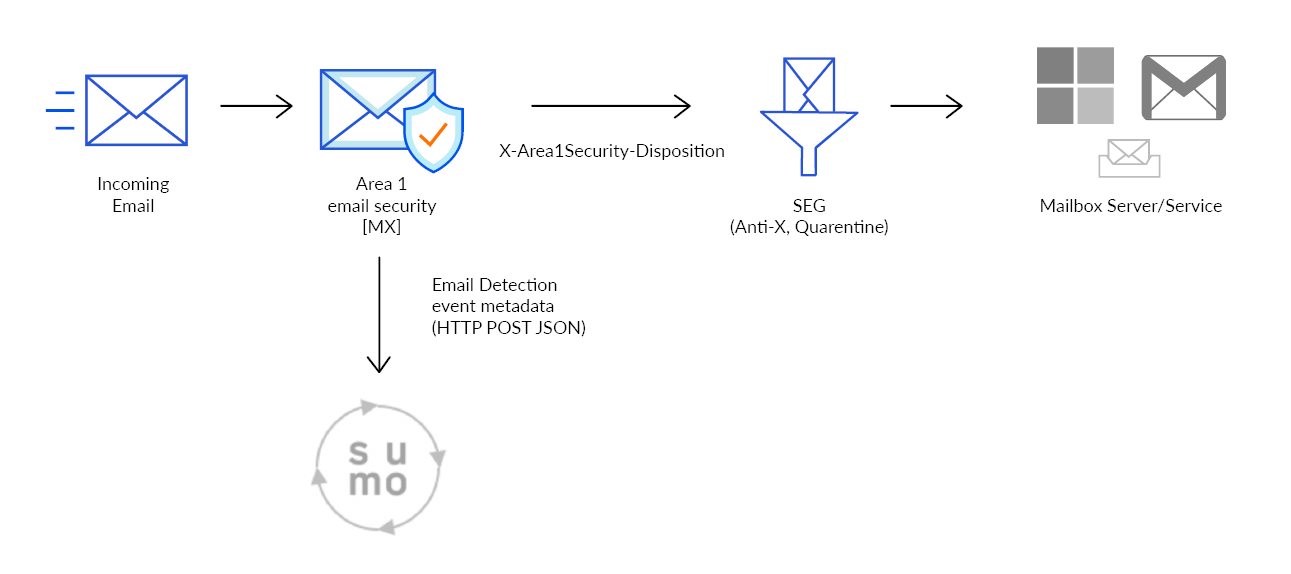 Incoming
Email
Area 1
email security
[MX]
X-Area1Security-Disposition
SEG
(Anti-X, Quarentine)
Mailbox Server/Service
Email Detection
event metadata
(HTTP POST JSON)
su
mo